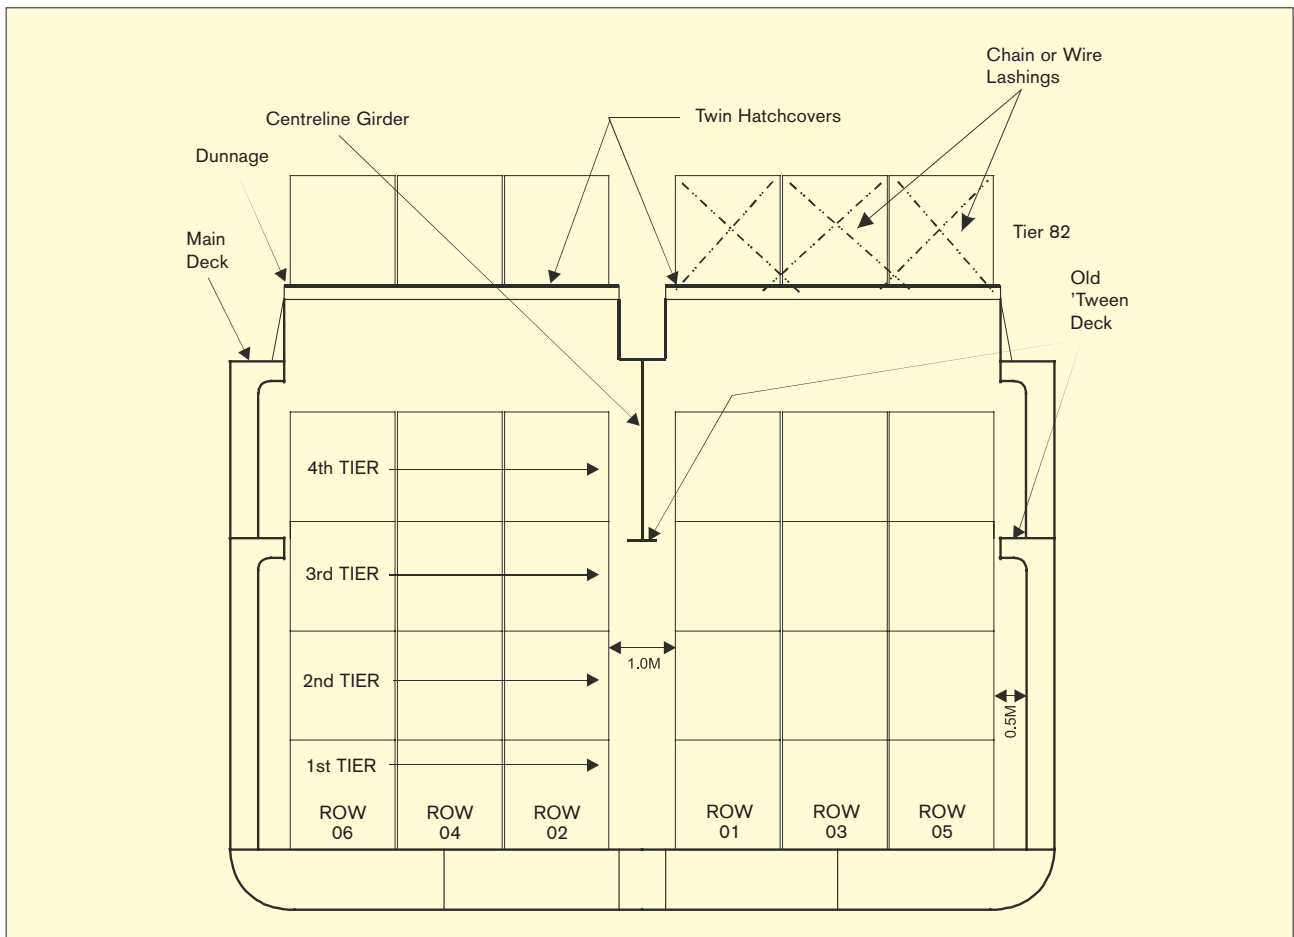 Chain or Wire
Lashings
Centreline Girder
Twin Hatchcovers
Dunnage
Main
Deck
Tier 82
Old
’Tween
Deck
4th TIER
3rd TIER
1.0M
2nd TIER
0.5M
1st TIER
ROW
06
ROW
04
ROW
02
ROW
01
ROW
03
ROW
05